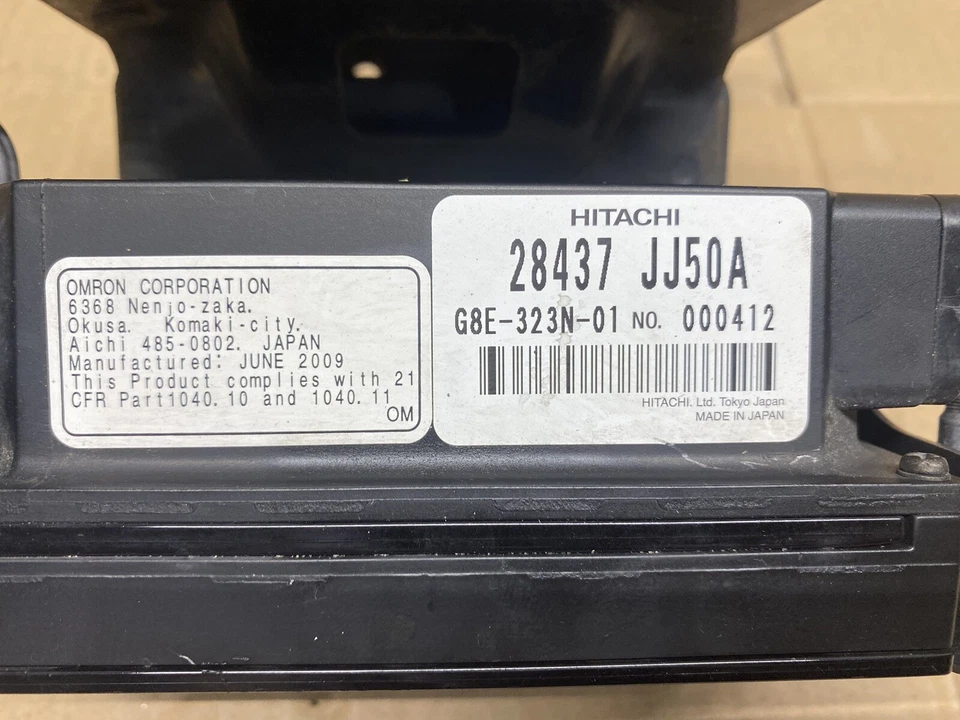 OMRON CORPORATION
6368 Nenjo-zaka.
Okusa. Komaki-city.
Aichi 485-0802. JAPAN
Manufactured: JUNE 2009
This Product complies with 21
CFR Part1040.10 and 1040.11
OM
HITACHI
28437 JJ50A
G8E-323N-01 NO. 000412
HITACHI. Ltd. Tokyo Japan
MADE IN JAPAN